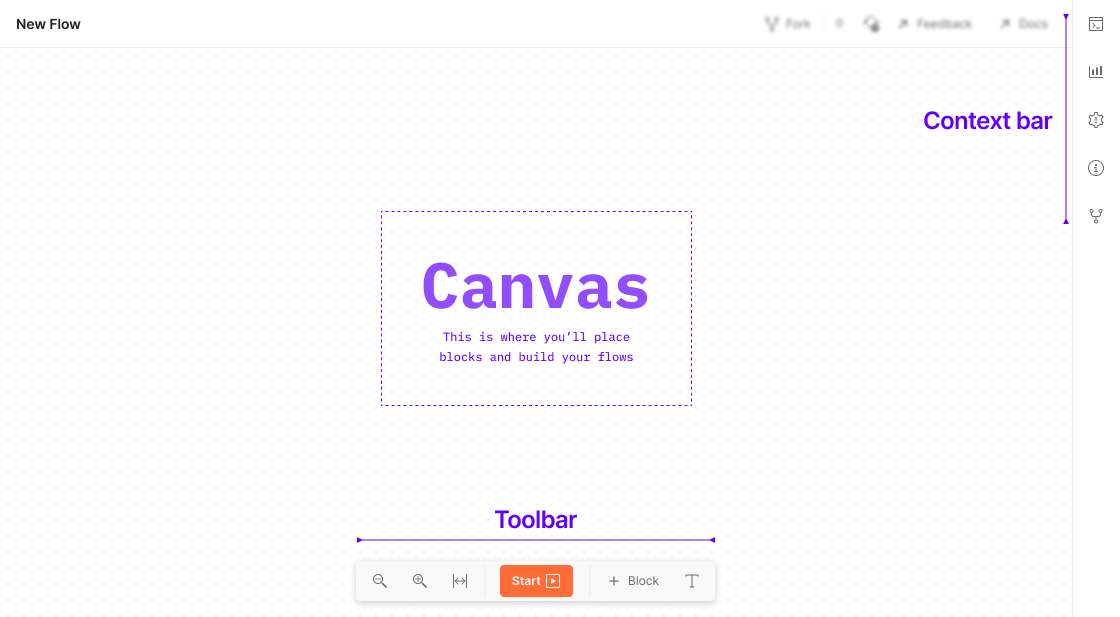 New Flow
Fork
0
Feedback
Docs
Context bar
Canvas
This is where you’ll place
blocks and build your flows
Toolbar
Start
Block